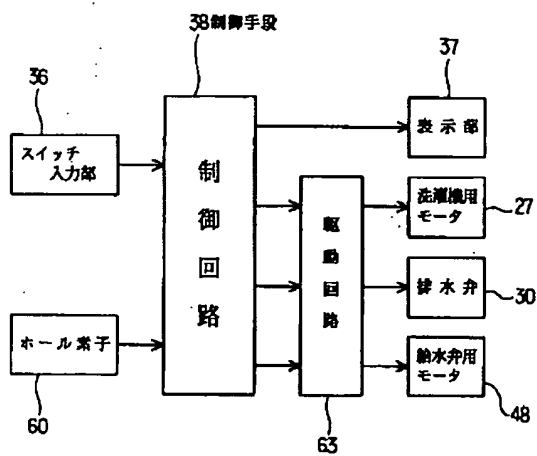 38制御手段
36
37
スイッチ
入力部
表示部
制御回路
洗濯機用
モータ
27
駆動回路
排水弁
30
ホール素子
給水弁用
モータ
60
63
48